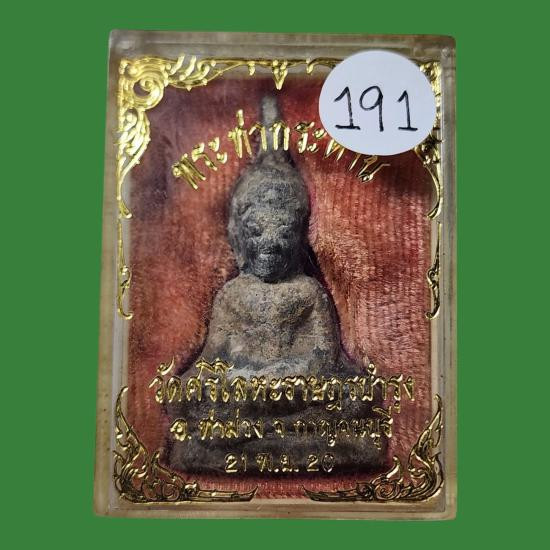 191
พระท่ากระดาน
วัดศรีโลหะราษฎรบำรุง
อ.ท่าม่วง จ.กาญจนบุรี
21 พ.ย. 20